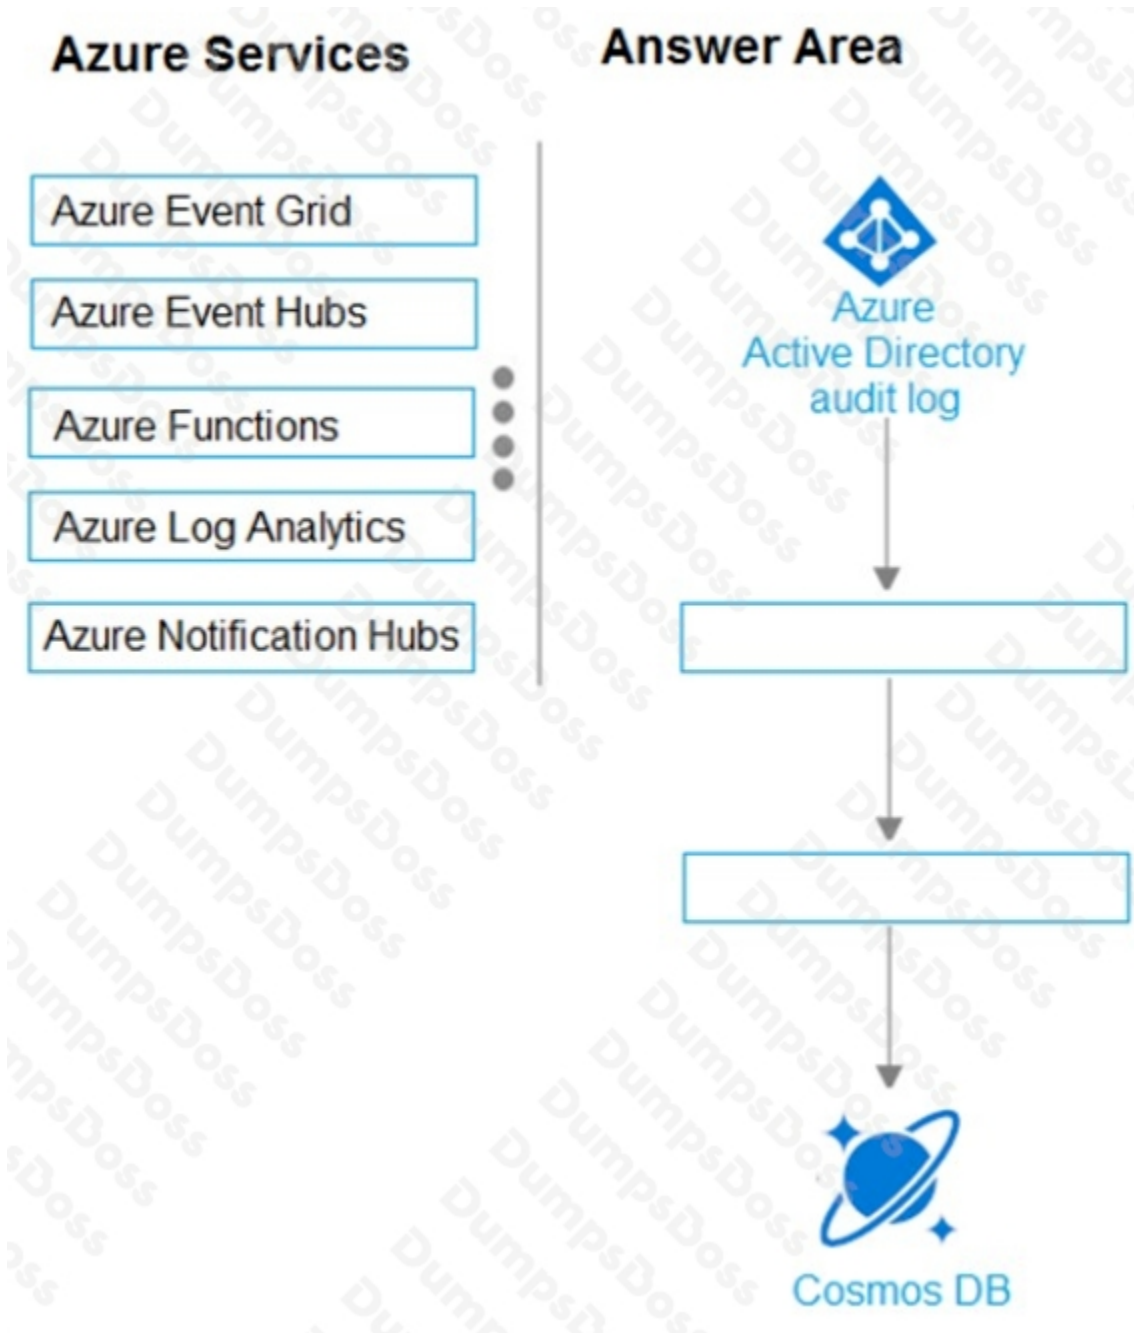 Azure Services
Answer Area
Azure Event Grid
Azure Event Hubs
Azure Functions
Azure Log Analytics
Azure Notification Hubs
Azure
Active Directory
audit log
Cosmos DB
DumpsDoss